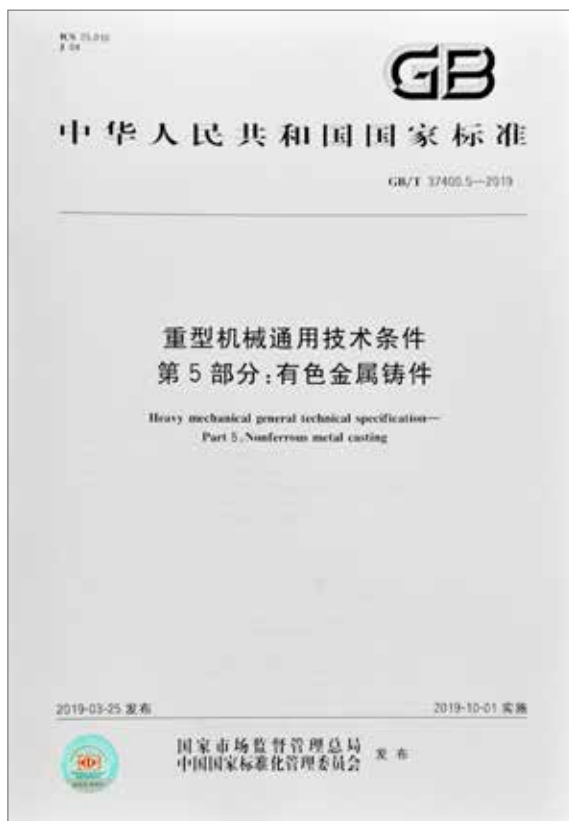 J 04
GB
中华人民共和国国家标准
GB/T 37400.5—2019
重型机械通用技术条件
第5部分:有色金属铸件
Heavy mechanical general technical specification—
Part 5:Nonferrous metal casting
2019-03-25 发布
2019-10-01 实施
国家市场监督管理总局
中国国家标准化管理委员会
发布